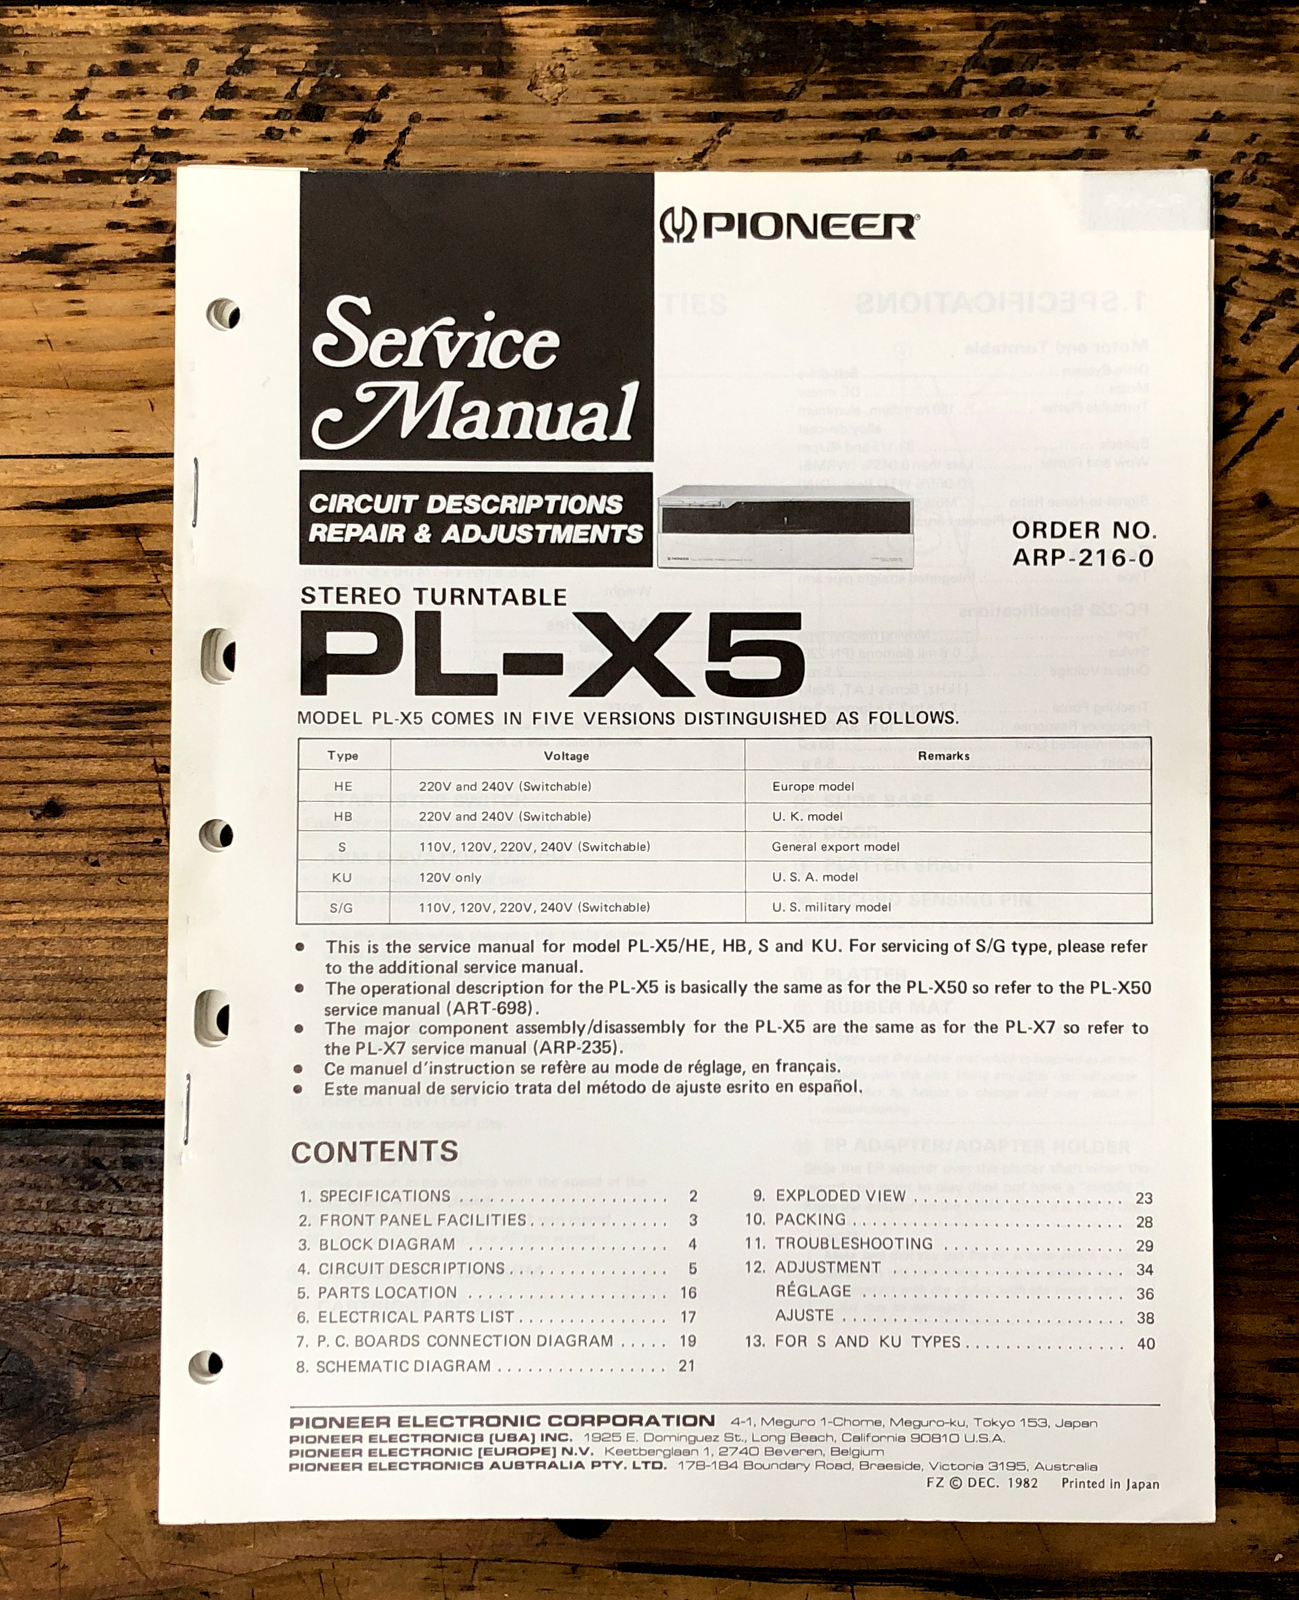 PIONEER®
Service
Manual
CIRCUIT DESCRIPTIONS
REPAIR & ADJUSTMENTS
ORDER NO.
ARP-216-0
STEREO TURNTABLE
PL-X5
MODEL PL-X5 COMES IN FIVE VERSIONS DISTINGUISHED AS FOLLOWS.
Type Voltage Remarks
HE 220V and 240V (Switchable) Europe model
HB 220V and 240V (Switchable) U. K. model
S 110V, 120V, 220V, 240V (Switchable) General export model
KU 120V only U. S. A. model
S/G 110V, 120V, 220V, 240V (Switchable) U. S. military model
● This is the service manual for model PL-X5/HE, HB, S and KU. For servicing of S/G type, please refer
to the additional service manual.
● The operational description for the PL-X5 is basically the same as for the PL-X50 so refer to the PL-X50
service manual (ART-698).
● The major component assembly/disassembly for the PL-X5 are the same as for the PL-X7 so refer to
the PL-X7 service manual (ARP-235).
● Ce manuel d'instruction se refère au mode de réglage, en français.
● Este manual de servicio trata del método de ajuste esrito en español.
CONTENTS
1. SPECIFICATIONS . . . . . . . . . . . . . . . . . . . . 2
2. FRONT PANEL FACILITIES. . . . . . . . . . . . . . 3
3. BLOCK DIAGRAM . . . . . . . . . . . . . . . . . . . 4
4. CIRCUIT DESCRIPTIONS. . . . . . . . . . . . . . . . 5
5. PARTS LOCATION . . . . . . . . . . . . . . . . . . . 16
6. ELECTRICAL PARTS LIST . . . . . . . . . . . . . . . 17
7. P. C. BOARDS CONNECTION DIAGRAM . . . . . 19
8. SCHEMATIC DIAGRAM . . . . . . . . . . . . . . . . . 21
9. EXPLODED VIEW . . . . . . . . . . . . . . . . . . . . . 23
10. PACKING . . . . . . . . . . . . . . . . . . . . . . . . . . 28
11. TROUBLESHOOTING . . . . . . . . . . . . . . . . . . 29
12. ADJUSTMENT . . . . . . . . . . . . . . . . . . . . . . . 34
RÉGLAGE . . . . . . . . . . . . . . . . . . . . . . . . . . 36
AJUSTE . . . . . . . . . . . . . . . . . . . . . . . . . . . . 38
13. FOR S AND KU TYPES. . . . . . . . . . . . . . . . 40
PIONEER ELECTRONIC CORPORATION 4-1, Meguro 1-Chome, Meguro-ku, Tokyo 153, Japan
PIONEER ELECTRONICS [USA] INC. 1925 E. Dominguez St., Long Beach, California 90810 U.S.A.
PIONEER ELECTRONIC [EUROPE] N.V. Keetberglaan 1, 2740 Beveren, Belgium
PIONEER ELECTRONICS AUSTRALIA PTY. LTD. 178-184 Boundary Road, Braeside, Victoria 3195, Australia
FZ © DEC. 1982 Printed in Japan